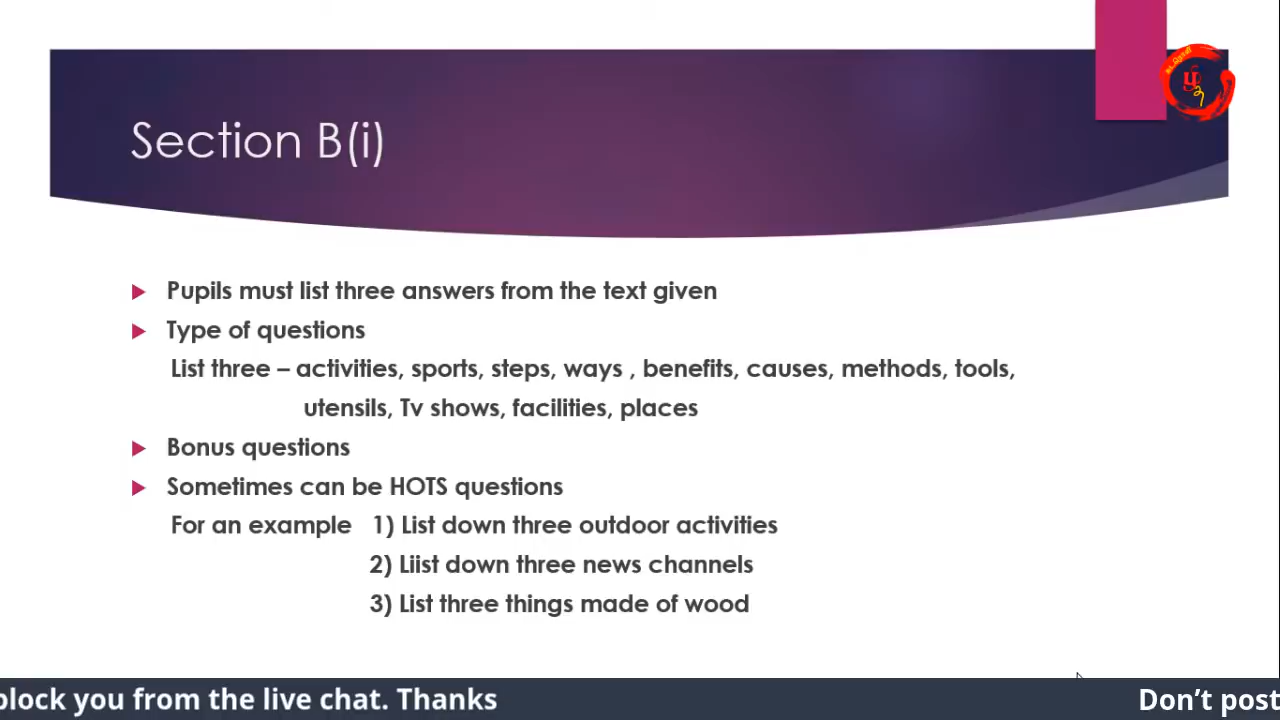 Section B(i)
Pupils must list three answers from the text given
Type of questions
List three – activities, sports, steps, ways , benefits, causes, methods, tools,
utensils, Tv shows, facilities, places
Bonus questions
Sometimes can be HOTS questions
For an example 1) List down three outdoor activities
2) Liist down three news channels
3) List three things made of wood
block you from the live chat. Thanks
Don’t post